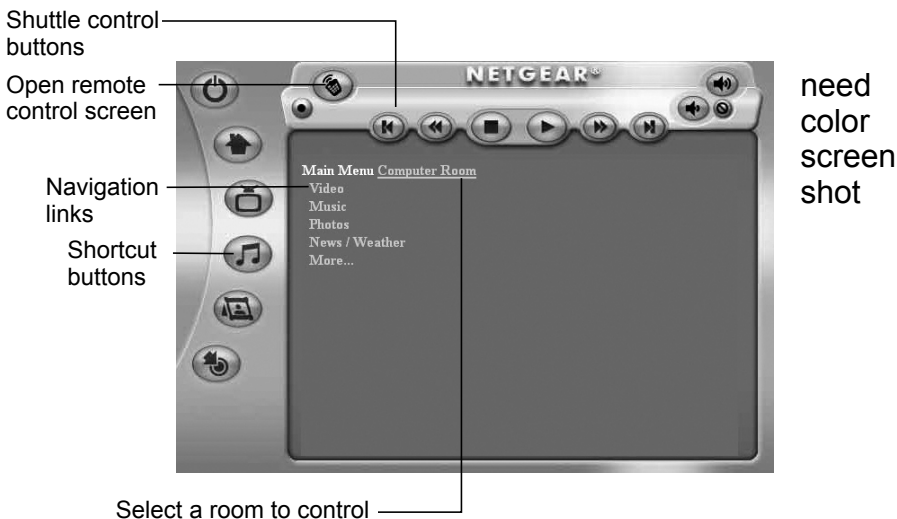 Shuttle control
buttons
Open remote
control screen
NETGEAR®
need
color
screen
shot
Main Menu Computer Room
Video
Music
Photos
News / Weather
More...
Navigation
links
Shortcut
buttons
Select a room to control